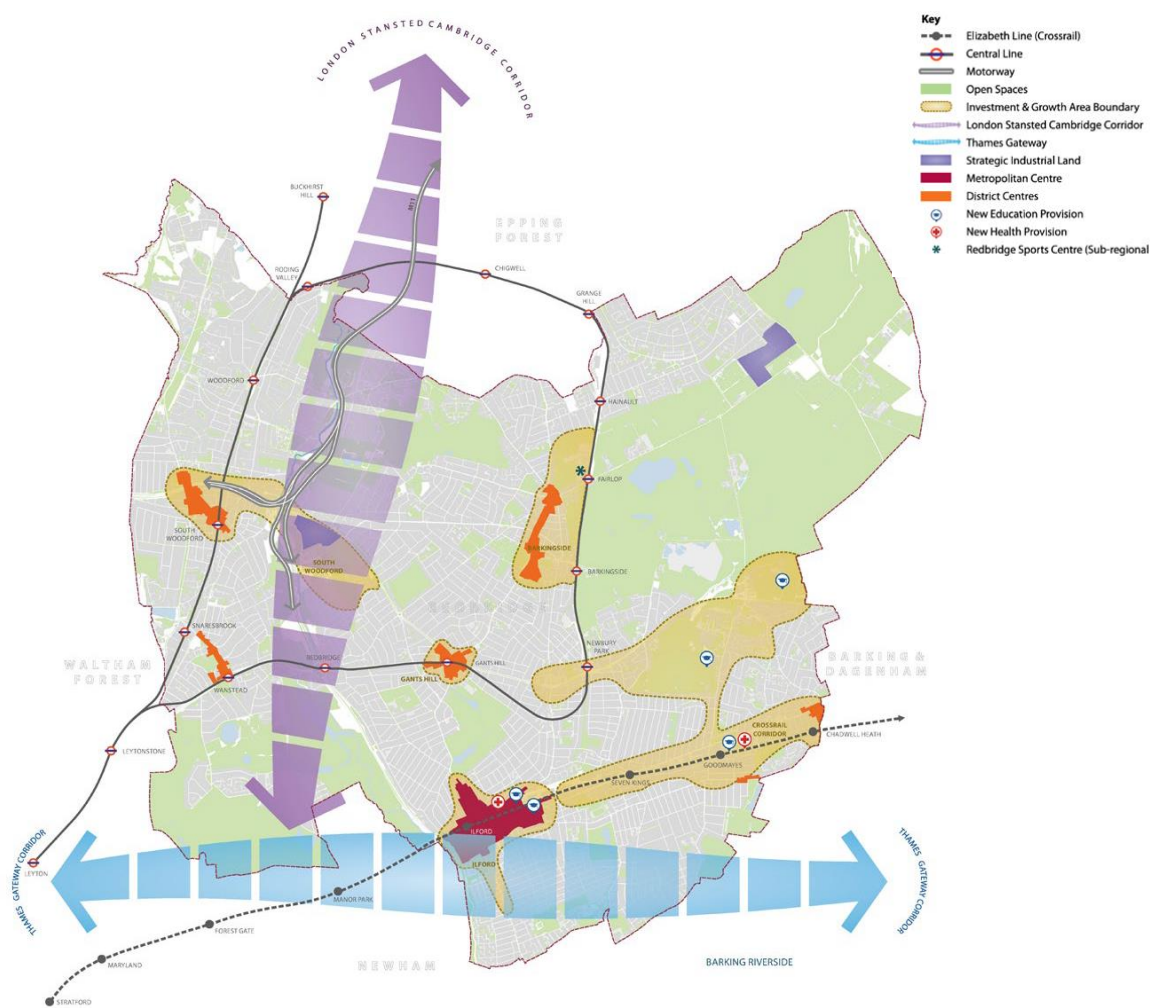 LONDON STANSTED CAMBRIDGE CORRIDOR
Key
Elizabeth Line (Crossrail)
Central Line
Motorway
Open Spaces
Investment & Growth Area Boundary
London Stansted Cambridge Corridor
Thames Gateway
Strategic Industrial Land
Metropolitan Centre
District Centres
New Education Provision
New Health Provision
Redbridge Sports Centre (Sub-regional
BUCKHIRST
HILL
EPPING
FOREST
RODING
VALLEY
CHIGWELL
GRANGE
HILL
WOODFORD
HAINAULT
FAIRLOP
SOUTH
WOODFORD
BARKINGSIDE
SOUTH
WOODFORD
BARKINGSIDE
REDBRIDGE
SNARESBROOK
WALTHAM
FOREST
REDBRIDGE
GANTS HILL
NEWBURY
PARK
BARKING &
DAGENHAM
WANSTEAD
GANTS HILL
CROSSRAIL
CORRIDOR
CHADWELL HEATH
LEYTONSTONE
GOODMAYES
SEVEN KINGS
ILFORD
ILFORD
THAMES GATEWAY CORRIDOR
LEYTON
THAMES GATEWAY
CORRIDOR
MANOR PARK
FOREST GATE
MARYLAND
NEWHAM
BARKING RIVERSIDE
STRATFORD